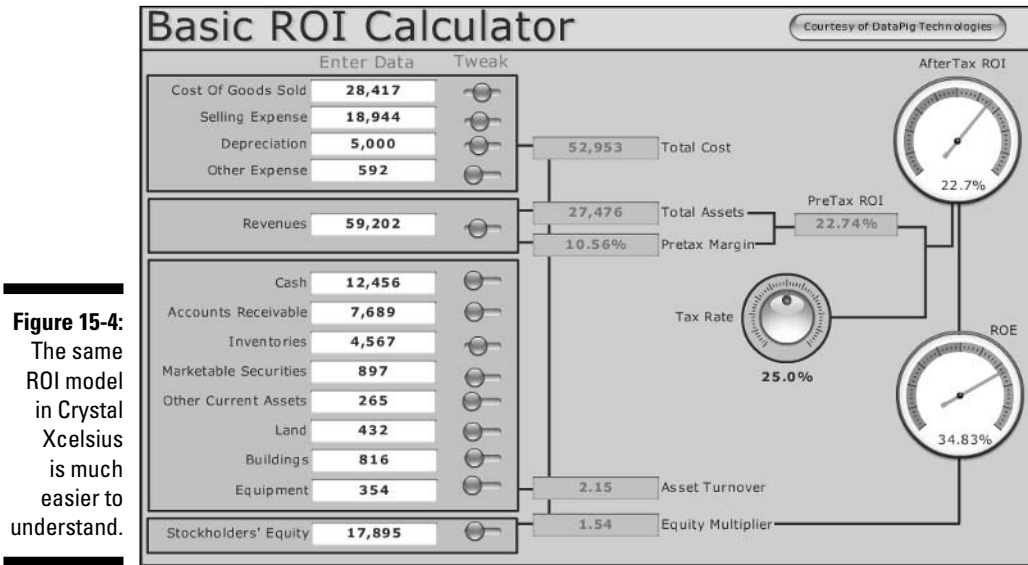 Basic ROI Calculator
Courtesy of DataPig Technologies
Enter Data Tweak
Cost Of Goods Sold 28,417
Selling Expense 18,944
Depreciation 5,000
Other Expense 592
52,953 Total Cost
Revenues 59,202
27,476 Total Assets
10.56% Pretax Margin
PreTax ROI
22.74%
AfterTax ROI
22.7%
Cash 12,456
Accounts Receivable 7,689
Inventories 4,567
Marketable Securities 897
Other Current Assets 265
Land 432
Buildings 816
Equipment 354
Tax Rate
25.0%
ROE
34.83%
2.15 Asset Turnover
1.54 Equity Multiplier
Stockholders' Equity 17,895
Figure 15-4:
The same
ROI model
in Crystal
Xcelsius
is much
easier to
understand.